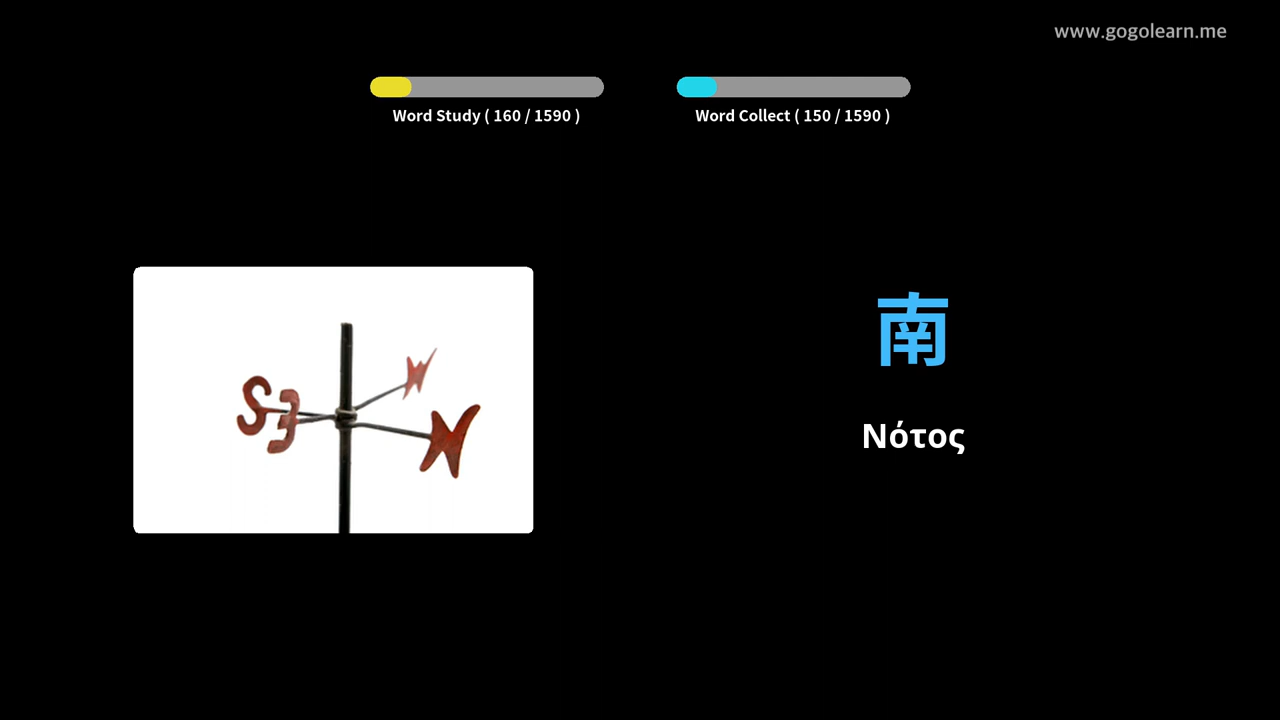 www.gogolearn.me
Word Study ( 160 / 1590 )
Word Collect ( 150 / 1590 )
S E N
南
Νότος